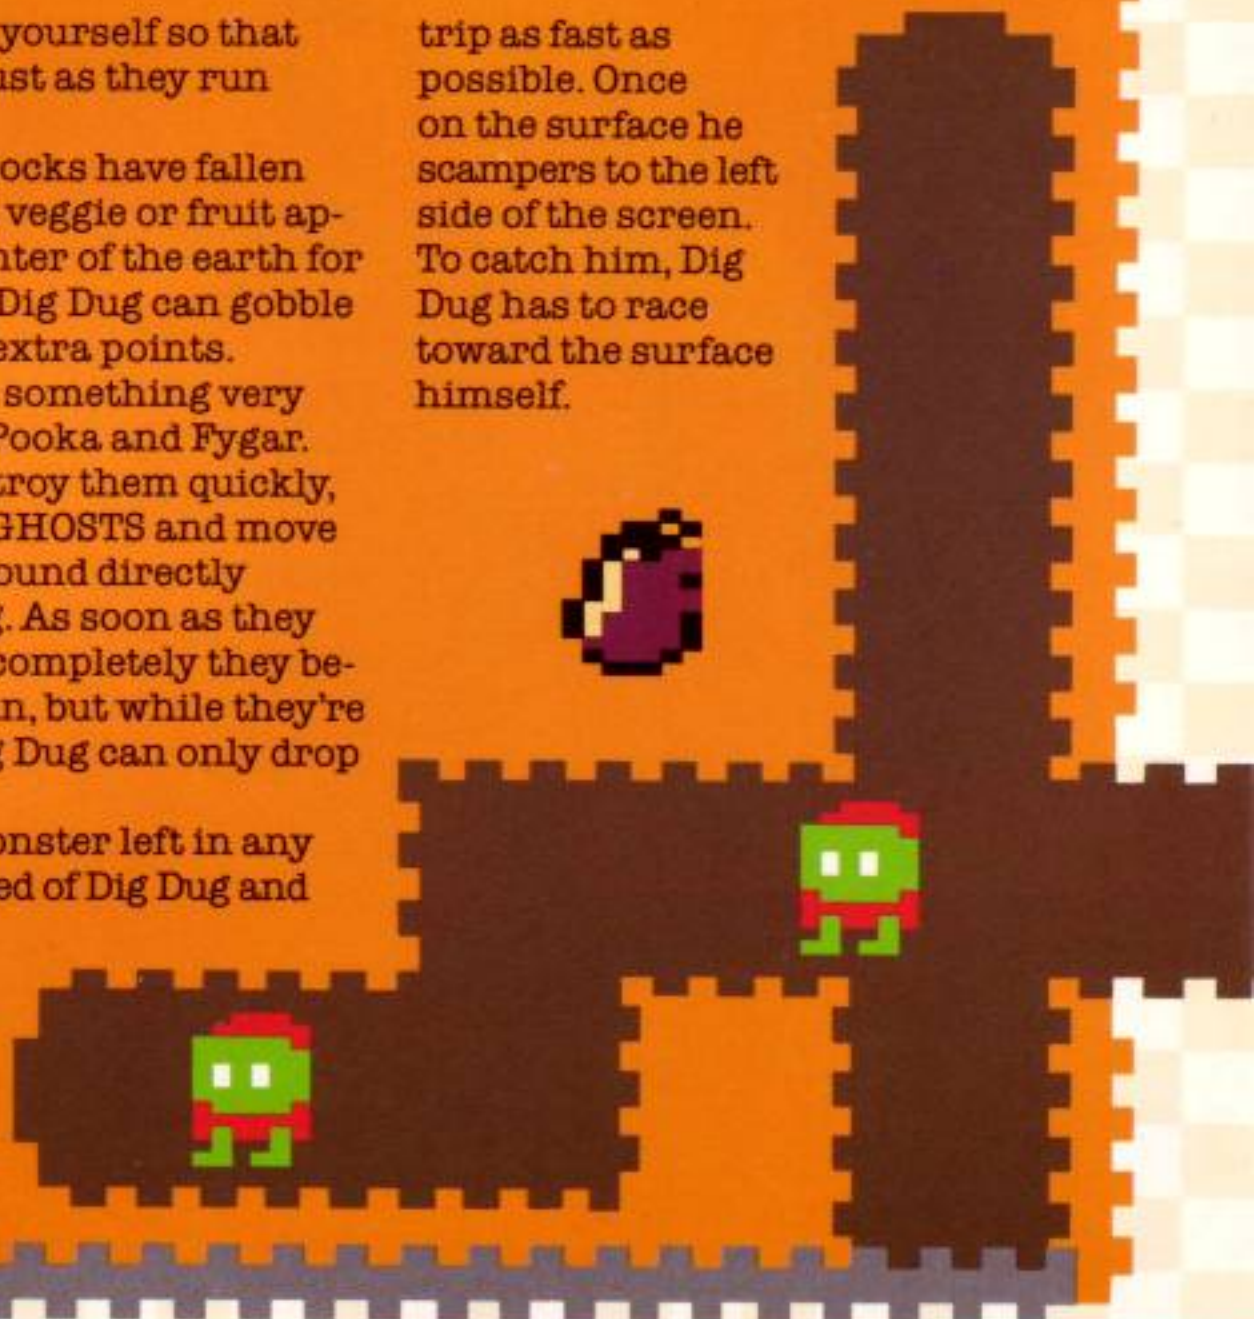 yourself so that
ust as they run
ocks have fallen
veggie or fruit ap-
nter of the earth for
Dig Dug can gobble
extra points.
something very
Pooka and Fygar.
troy them quickly,
GHOSTS and move
ound directly
g. As soon as they
completely they be-
n, but while they're
g Dug can only drop
onster left in any
ed of Dig Dug and
trip as fast as
possible. Once
on the surface he
scampers to the left
side of the screen.
To catch him, Dig
Dug has to race
toward the surface
himself.